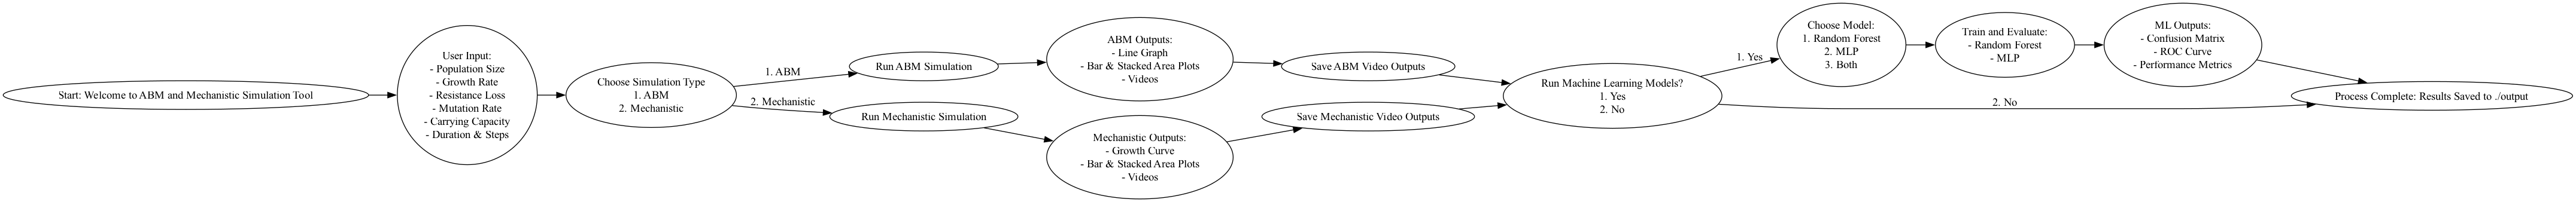 Start: Welcome to ABM and Mechanistic Simulation Tool
User Input:
- Population Size
- Growth Rate
- Resistance Loss
- Mutation Rate
- Carrying Capacity
- Duration & Steps
Choose Simulation Type
1. ABM
2. Mechanistic
1. ABM
2. Mechanistic
Run ABM Simulation
Run Mechanistic Simulation
ABM Outputs:
- Line Graph
- Bar & Stacked Area Plots
- Videos
Mechanistic Outputs:
- Growth Curve
- Bar & Stacked Area Plots
- Videos
Save ABM Video Outputs
Save Mechanistic Video Outputs
Run Machine Learning Models?
1. Yes
2. No
1. Yes
2. No
Choose Model:
1. Random Forest
2. MLP
3. Both
Train and Evaluate:
- Random Forest
- MLP
ML Outputs:
- Confusion Matrix
- ROC Curve
- Performance Metrics
Process Complete: Results Saved to ./output